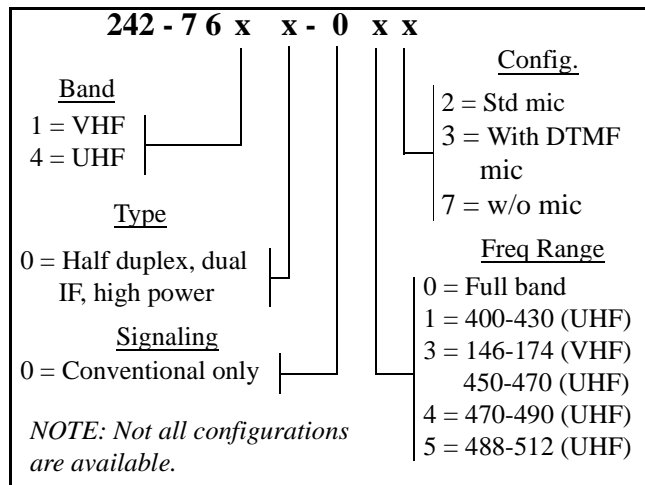 242 - 7 6 x x - 0 x x
Band
1 = VHF
4 = UHF
Type
0 = Half duplex, dual
IF, high power
Signaling
0 = Conventional only
NOTE: Not all configurations
are available.
Config.
2 = Std mic
3 = With DTMF
mic
7 = w/o mic
Freq Range
0 = Full band
1 = 400-430 (UHF)
3 = 146-174 (VHF)
450-470 (UHF)
4 = 470-490 (UHF)
5 = 488-512 (UHF)